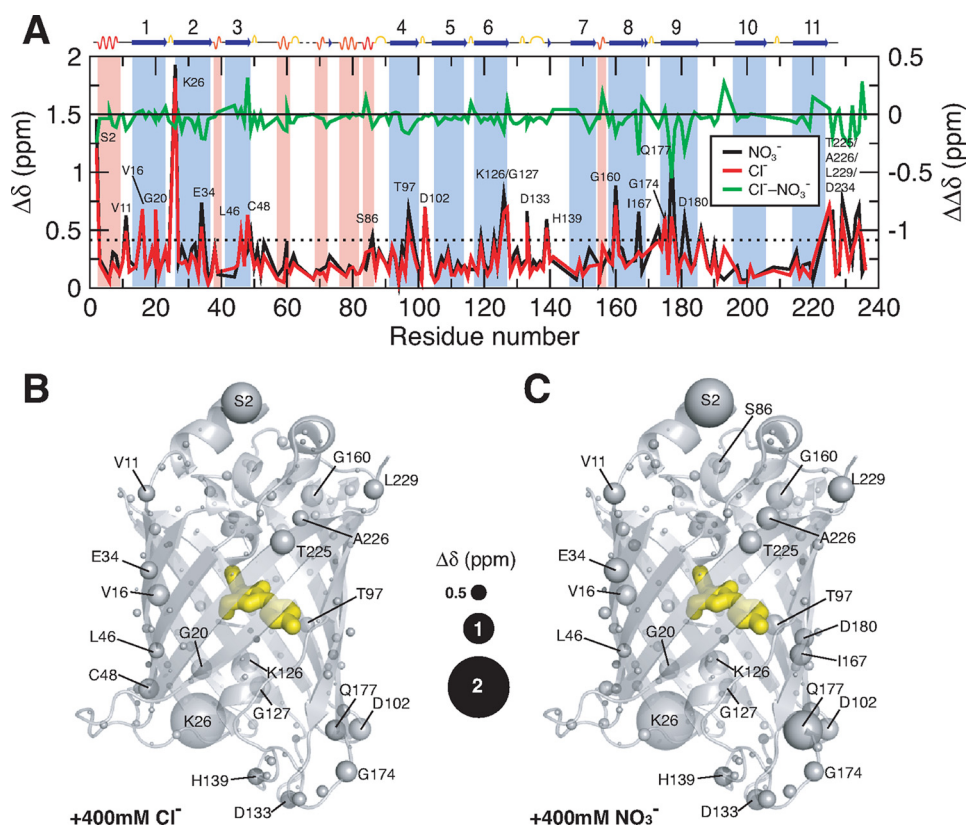 A
1 2 3 4 5 6 7 8 9 10 11
2 0.5
1.5 0
1 -0.5
0.5 -1
0
Δδ (ppm)
ΔΔδ (ppm)
K26
S2
V16
V11
G20
E34
L46
C48
S86
T97
D102
K126/G127
D133
H139
G160
I167
G174
Q177
D180
T225/
A226/
L229/
D234
NO₃⁻
Cl⁻
Cl⁻–NO₃⁻
0 20 40 60 80 100 120 140 160 180 200 220 240
Residue number
B
S2
V11
G160
L229
A226
T225
E34
V16
T97
L46
G20
C48
K126
K26
G127
Q177
D102
H139
G174
D133
+400mM Cl⁻
Δδ (ppm)
0.5
1
2
C
S2
S86
V11
G160
L229
A226
T225
E34
V16
T97
D180
L46
G20
I167
K126
Q177
K26
G127
D102
H139
G174
D133
+400mM NO₃⁻